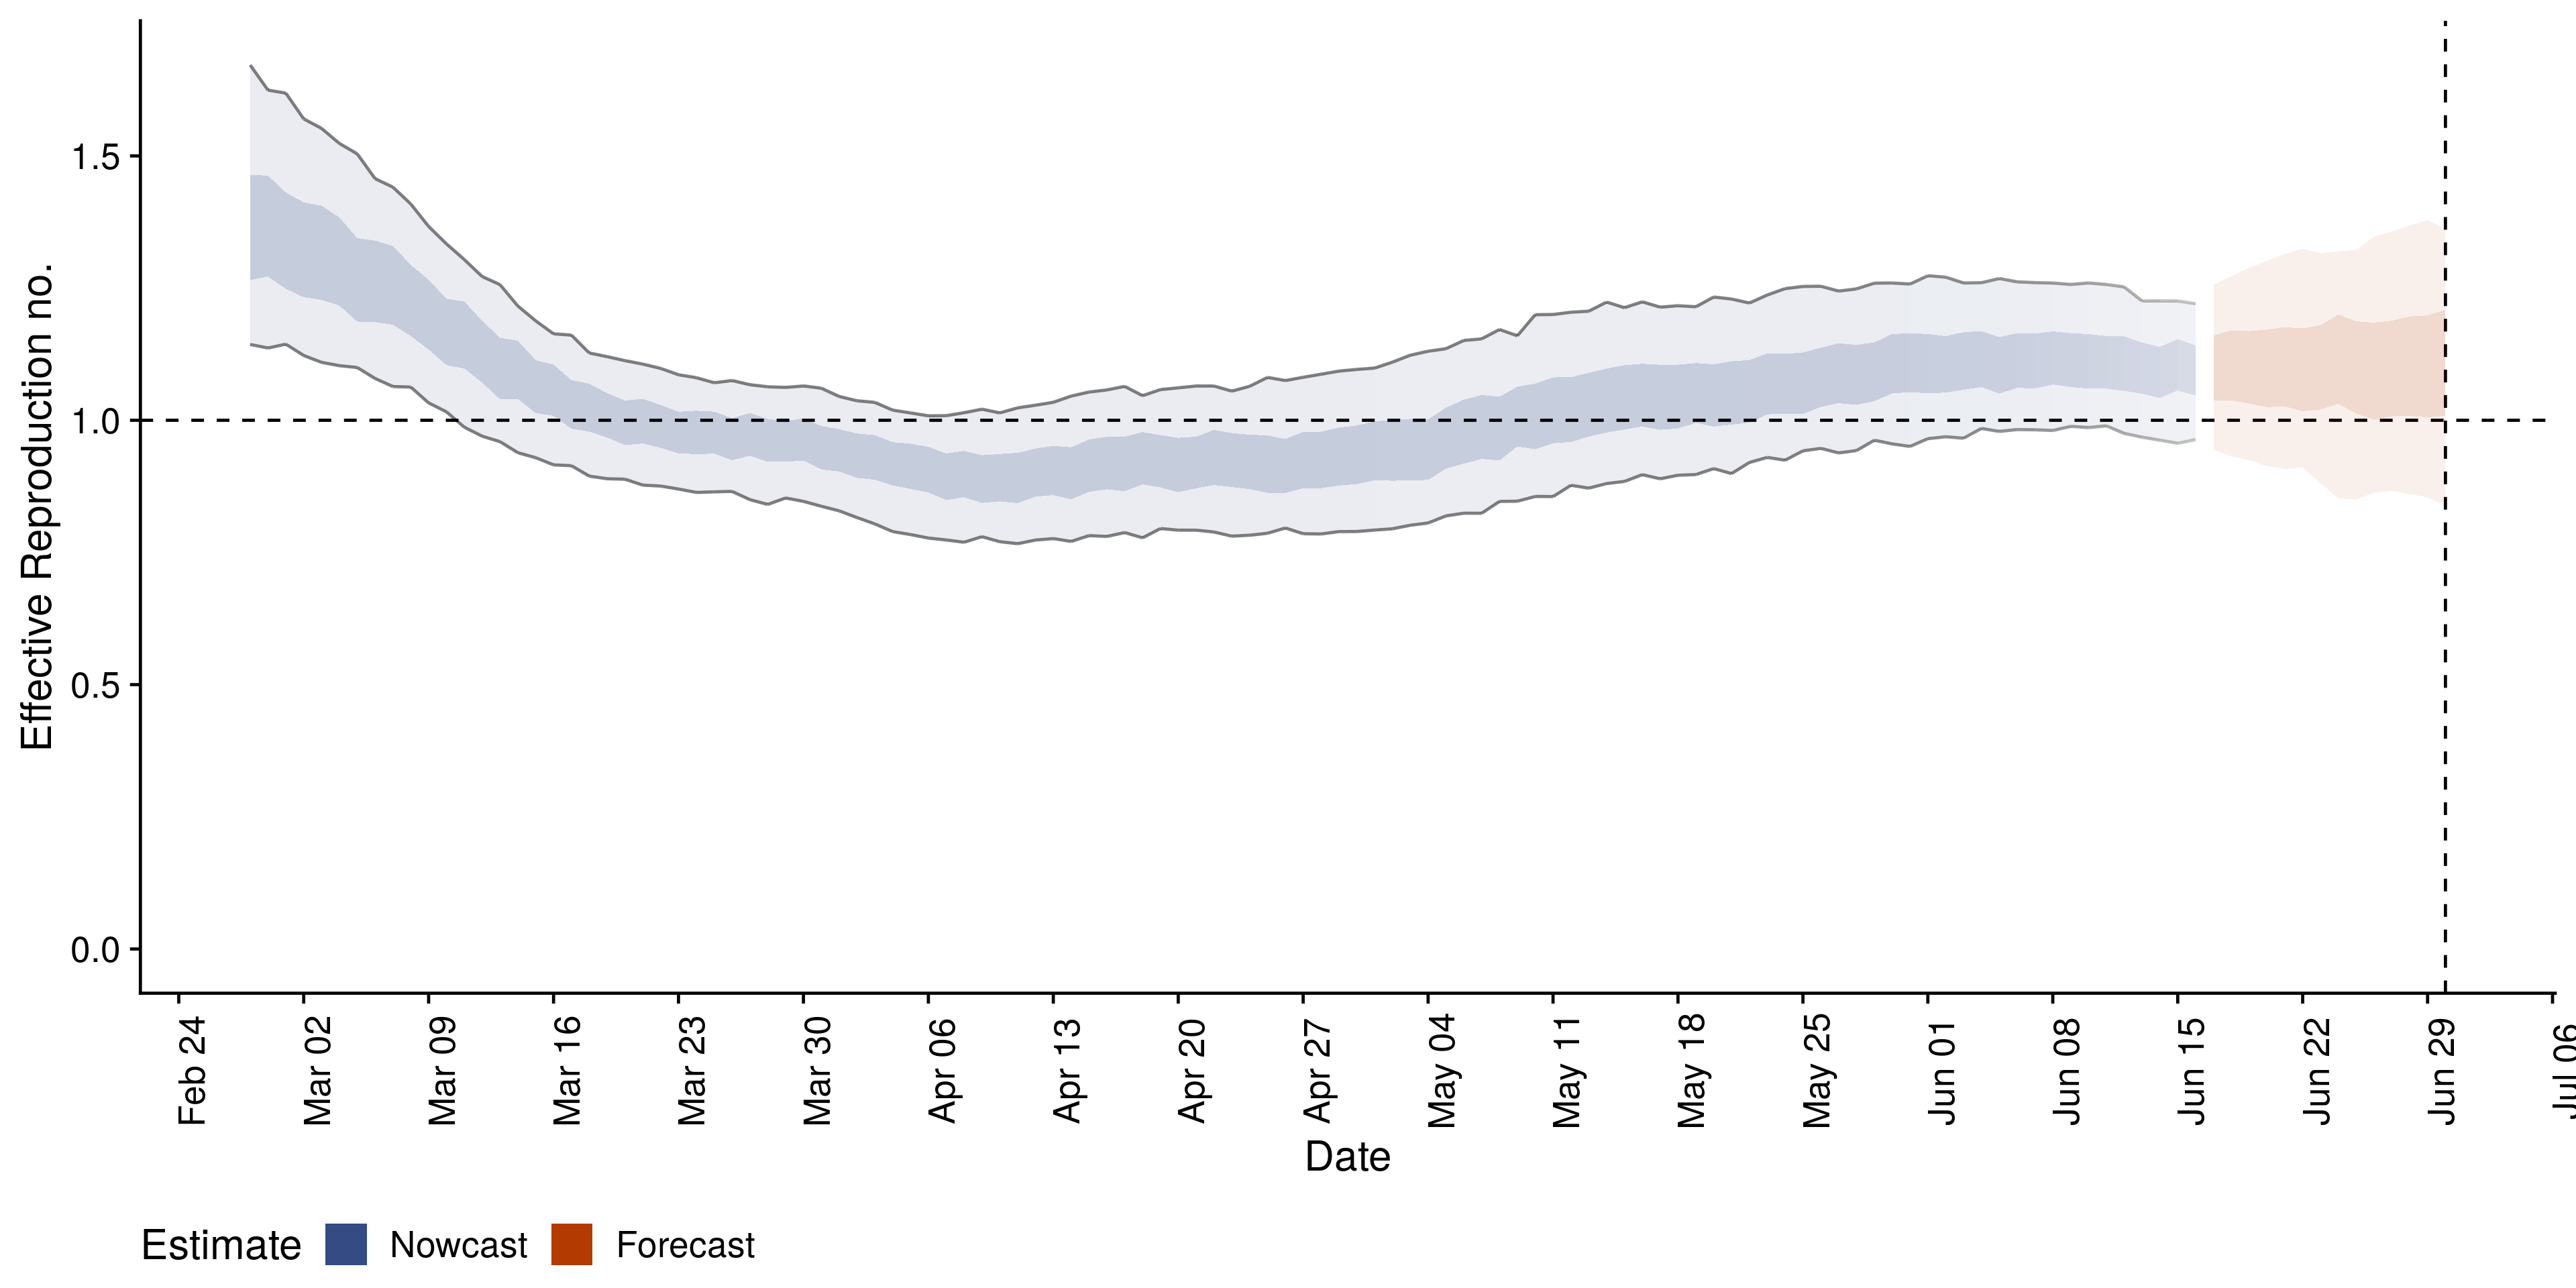 Effective Reproduction no.
1.5
1.0
0.5
0.0
Feb 24
Mar 02
Mar 09
Mar 16
Mar 23
Mar 30
Apr 06
Apr 13
Apr 20
Apr 27
May 04
May 11
May 18
May 25
Jun 01
Jun 08
Jun 15
Jun 22
Jun 29
Jul 06
Date
Estimate Nowcast Forecast